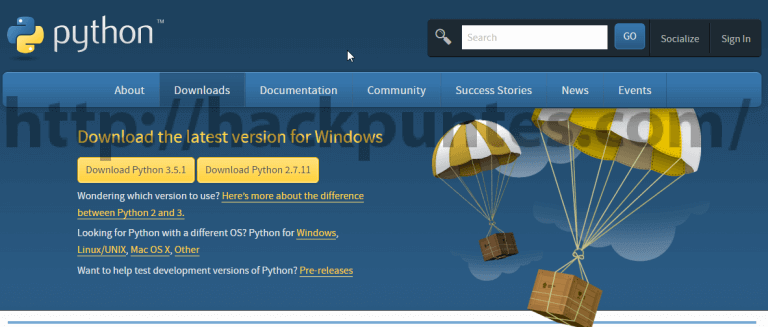 python™
Search
GO
Socialize
Sign In
About
Downloads
Documentation
Community
Success Stories
News
Events
http://hackpuntes.com/
Download the latest version for Windows
Download Python 3.5.1
Download Python 2.7.11
Wondering which version to use? Here's more about the difference
between Python 2 and 3.
Looking for Python with a different OS? Python for Windows,
Linux/UNIX, Mac OS X, Other
Want to help test development versions of Python? Pre-releases